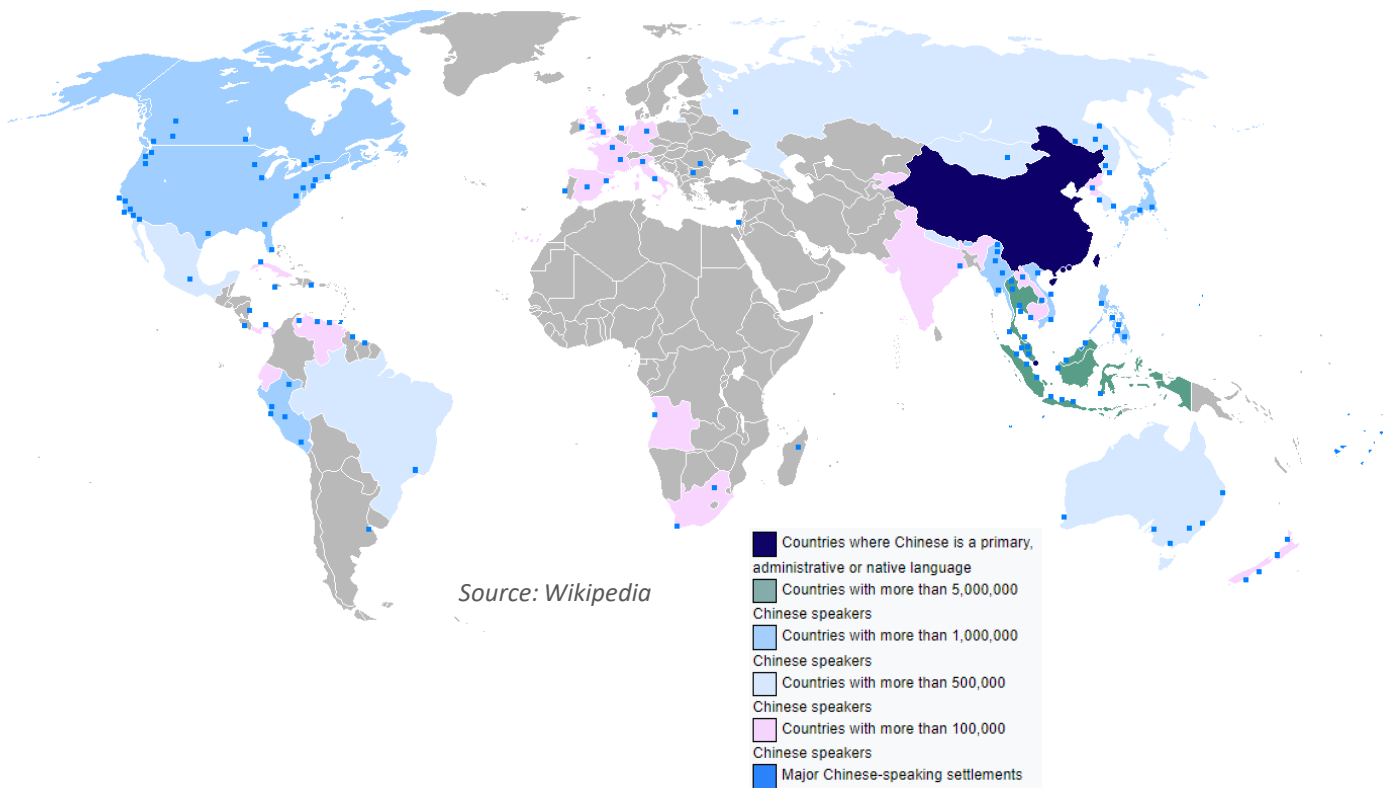 Source: Wikipedia
Countries where Chinese is a primary,
administrative or native language
Countries with more than 5,000,000
Chinese speakers
Countries with more than 1,000,000
Chinese speakers
Countries with more than 500,000
Chinese speakers
Countries with more than 100,000
Chinese speakers
Major Chinese-speaking settlements